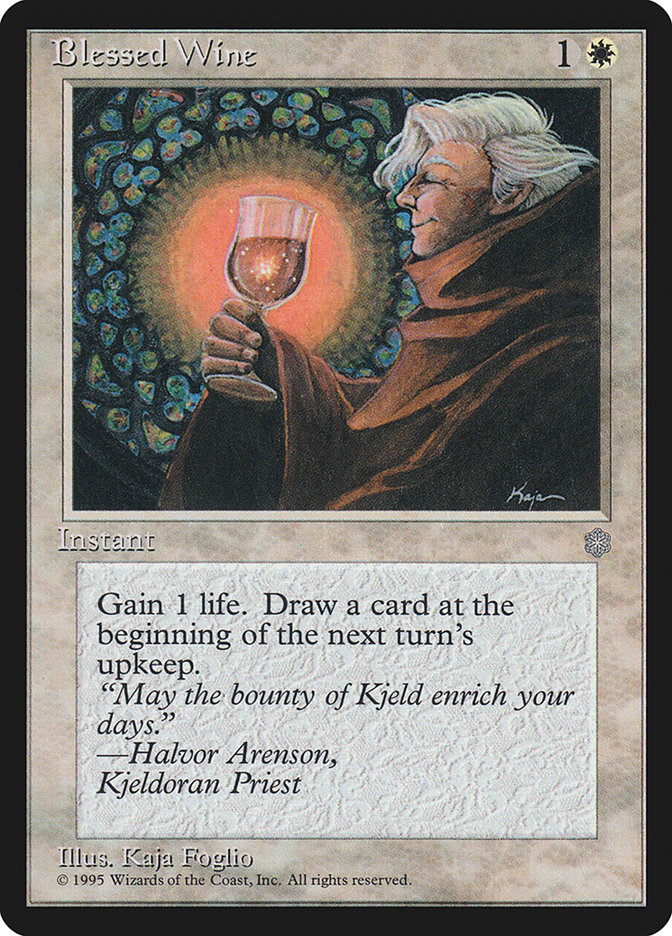 Blessed Wine 1
Kaja
Instant
Gain 1 life. Draw a card at the
beginning of the next turn's
upkeep.
“May the bounty of Kjeld enrich your
days.”
—Halvor Arenson,
Kjeldoran Priest
Illus. Kaja Foglio
© 1995 Wizards of the Coast, Inc. All rights reserved.